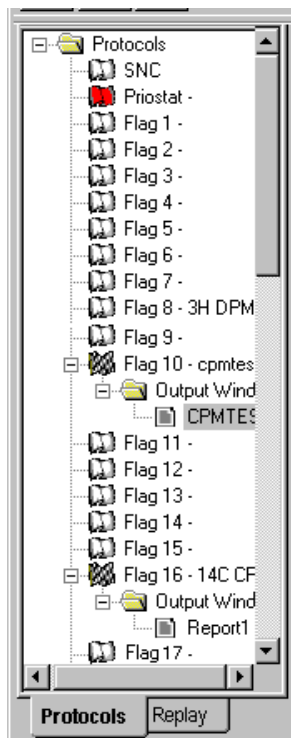 Protocols
SNC
Priostat -
Flag 1 -
Flag 2 -
Flag 3 -
Flag 4 -
Flag 5 -
Flag 6 -
Flag 7 -
Flag 8 - 3H DPM
Flag 9 -
Flag 10 - cpmtes
Output Wind
CPMTES
Flag 11 -
Flag 12 -
Flag 13 -
Flag 14 -
Flag 15 -
Flag 16 - 14C CF
Output Wind
Report1
Flag 17 -
Protocols Replay